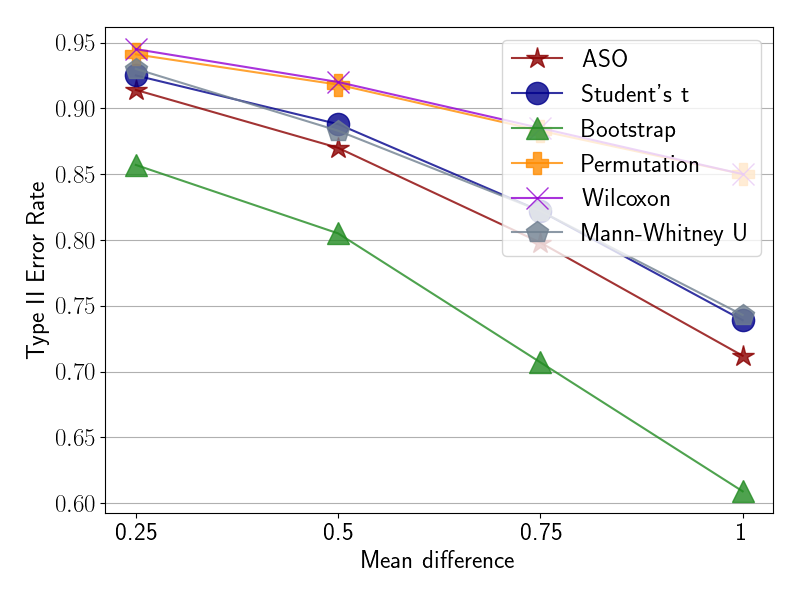 0.95
0.90
0.85
0.80
0.75
0.70
0.65
0.60
Type II Error Rate
ASO
Student's t
Bootstrap
Permutation
Wilcoxon
Mann-Whitney U
0.25
0.5
0.75
1
Mean difference